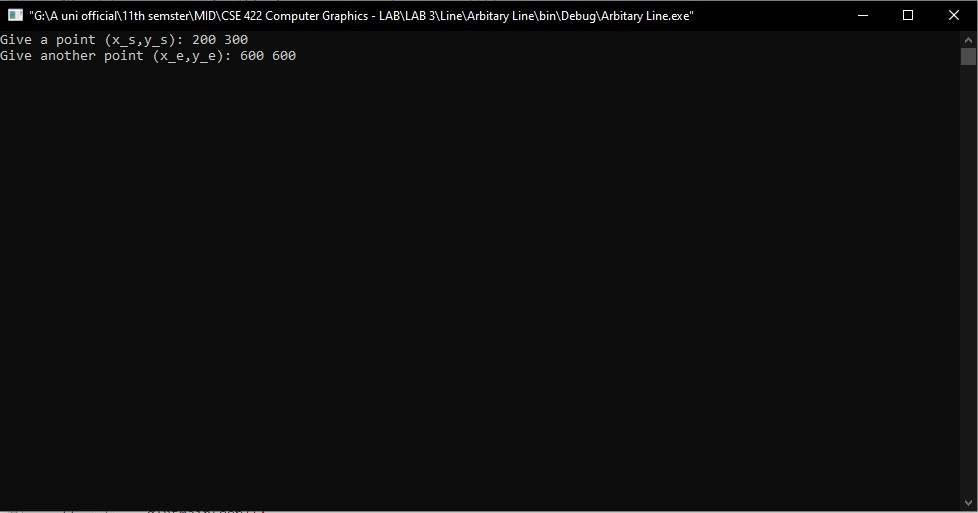 "G:\A uni official\11th semster\MID\CSE 422 Computer Graphics - LAB\LAB 3\Line\Arbitary Line\bin\Debug\Arbitary Line.exe"
Give a point (x_s,y_s): 200 300
Give another point (x_e,y_e): 600 600